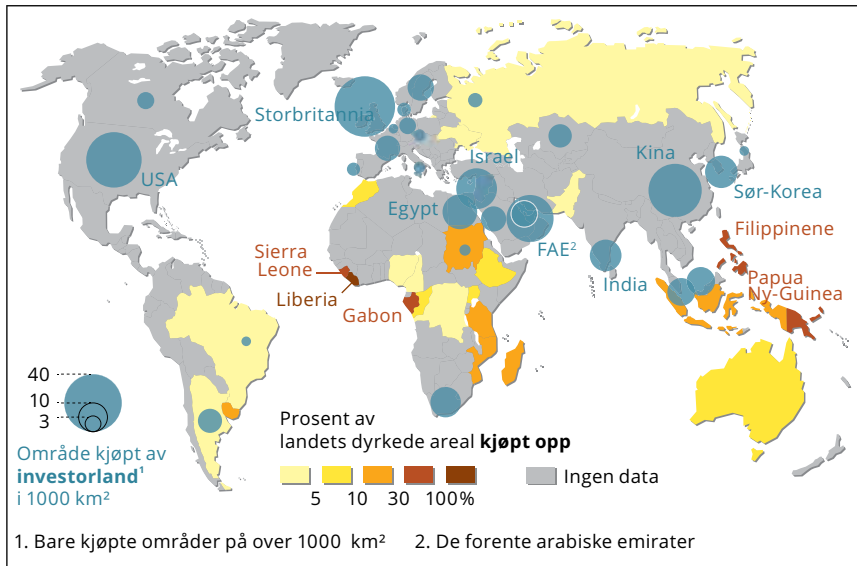 Storbritannia
USA
Israel
Kina
Sør-Korea
Egypt
FAE²
India
Filippinene
Papua
Ny-Guinea
Sierra
Leone
Liberia
Gabon
40
10
3
Område kjøpt av
investorland¹
i 1000 km²
Prosent av
landets dyrkede areal kjøpt opp
5 10 30 100%
Ingen data
1. Bare kjøpte områder på over 1000 km² 2. De forente arabiske emirater